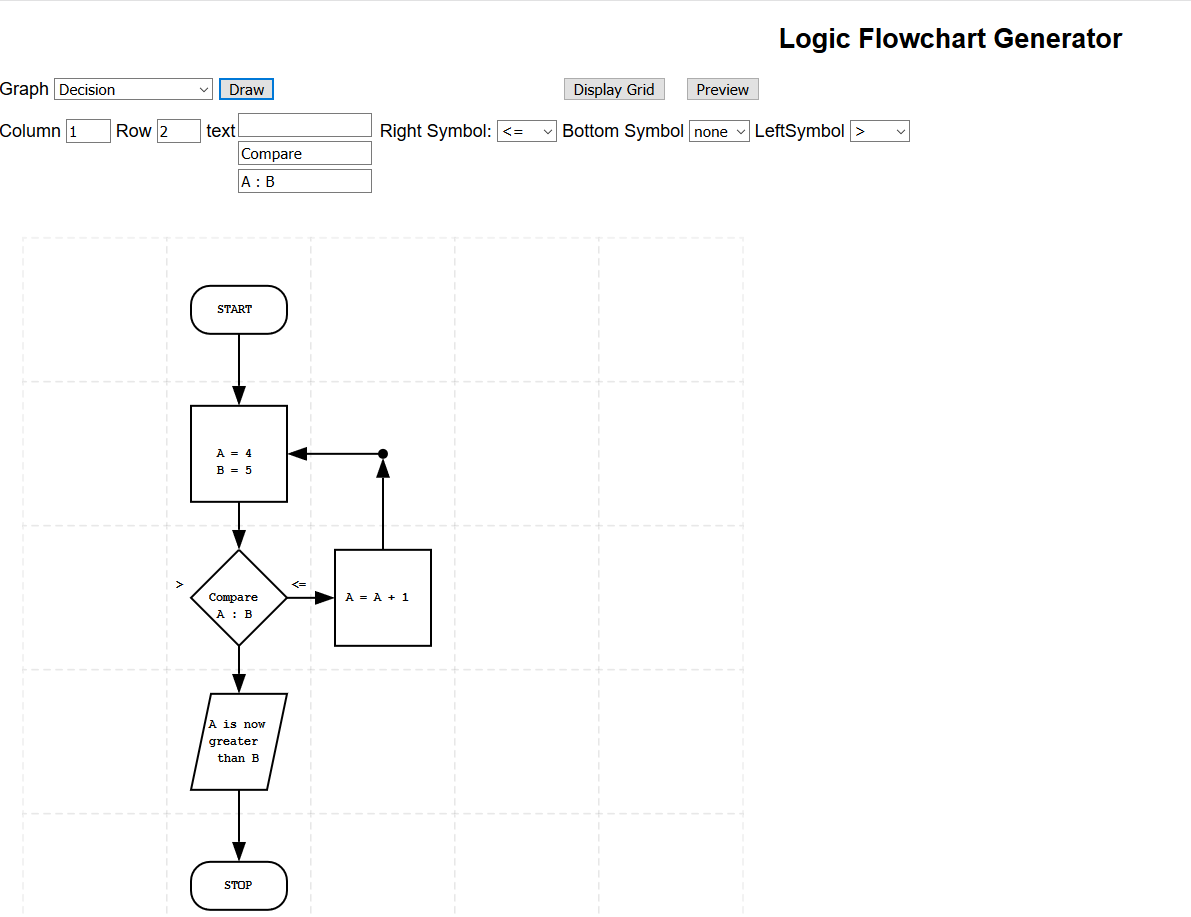 Logic Flowchart Generator
Graph Decision Draw Display Grid Preview
Column 1 Row 2 text Right Symbol: <= Bottom Symbol none LeftSymbol >
Compare
A : B
START
A = 4
B = 5
> <=
Compare A = A + 1
A : B
A is now
greater
than B
STOP